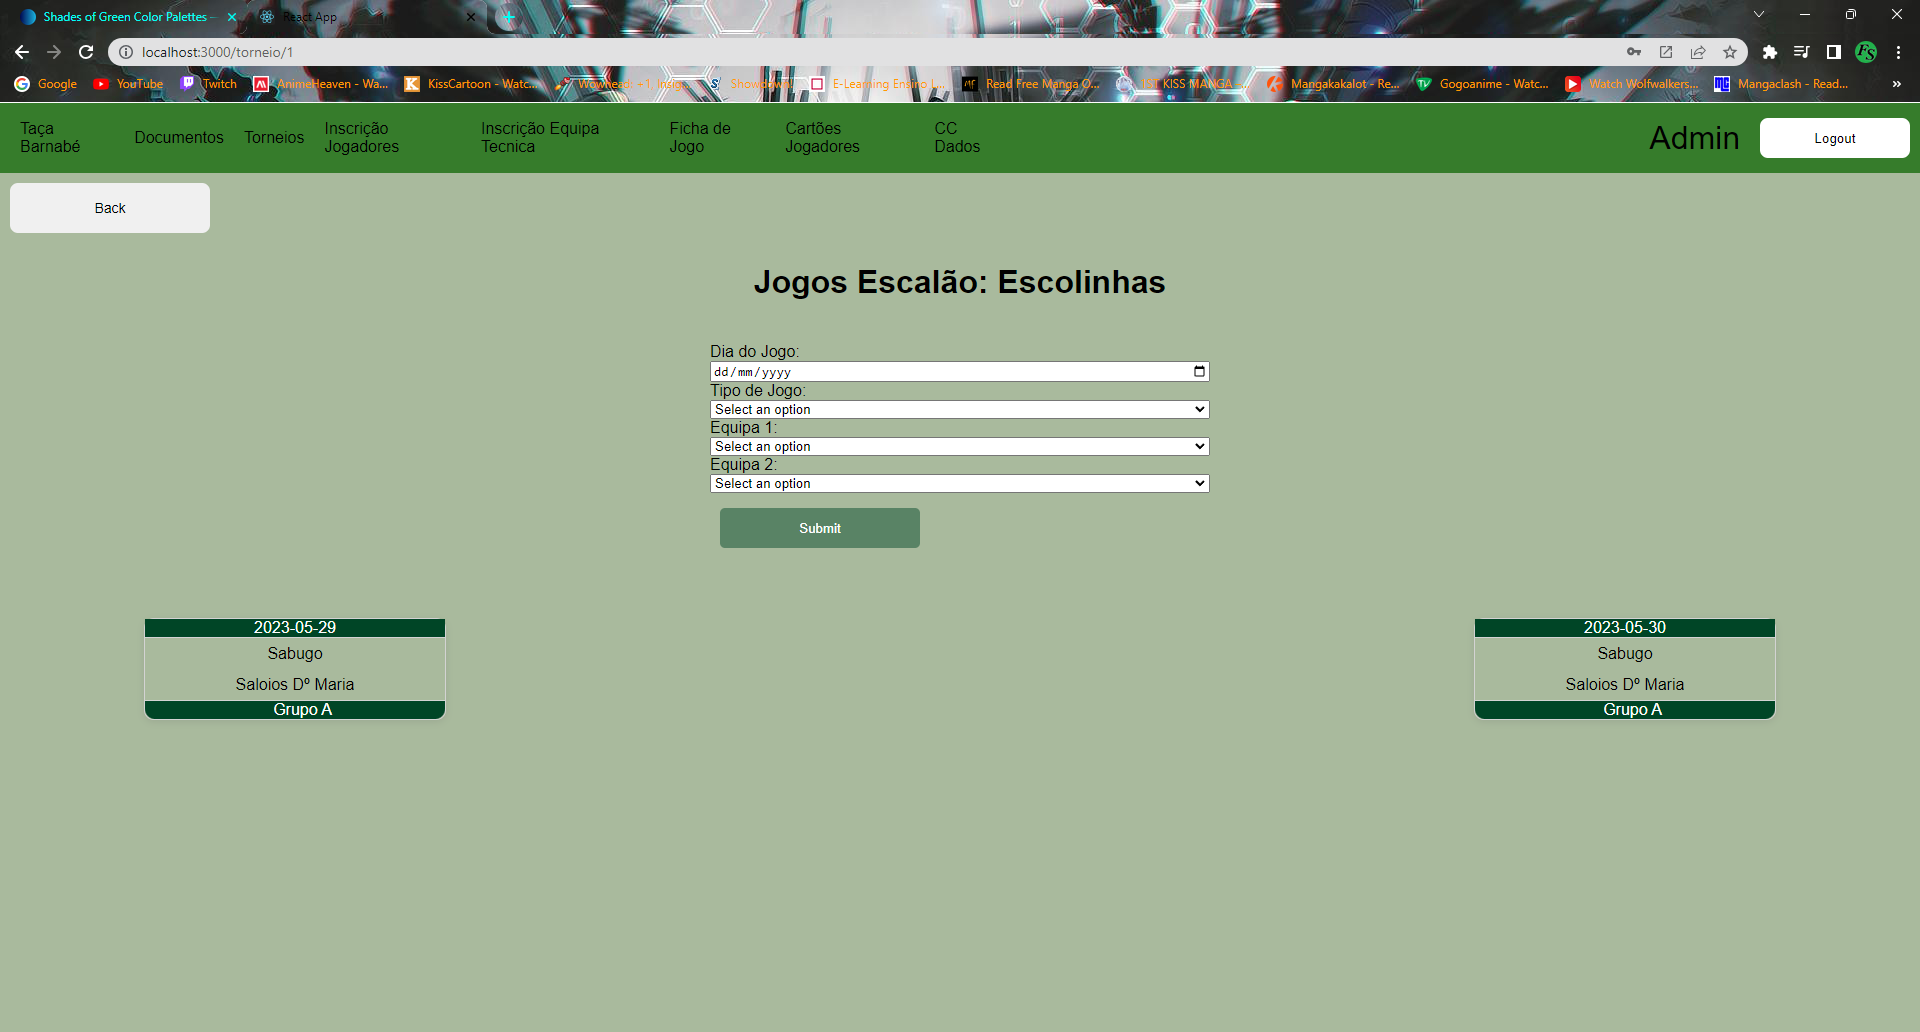 Shades of Green Color Palettes -
React App
localhost:3000/torneio/1
Google YouTube Twitch AnimeHeaven - Wa... KissCartoon - Watc... Wowhead: +1, Insig... Showdown! E-Learning Ensino I... Read Free Manga O... 1ST KISS MANGA - Mangakakalot - Re... Gogoanime - Watc... Watch Wolfwalkers... Mangaclash - Read... »
Taça
Barnabé
Documentos
Torneios
Inscrição
Jogadores
Inscrição Equipa
Tecnica
Ficha de
Jogo
Cartões
Jogadores
CC
Dados
Admin
Logout
Back
Jogos Escalão: Escolinhas
Dia do Jogo:
dd/mm/yyyy
Tipo de Jogo:
Select an option
Equipa 1:
Select an option
Equipa 2:
Select an option
Submit
2023-05-29
Sabugo
Saloios Dº Maria
Grupo A
2023-05-30
Sabugo
Saloios Dº Maria
Grupo A